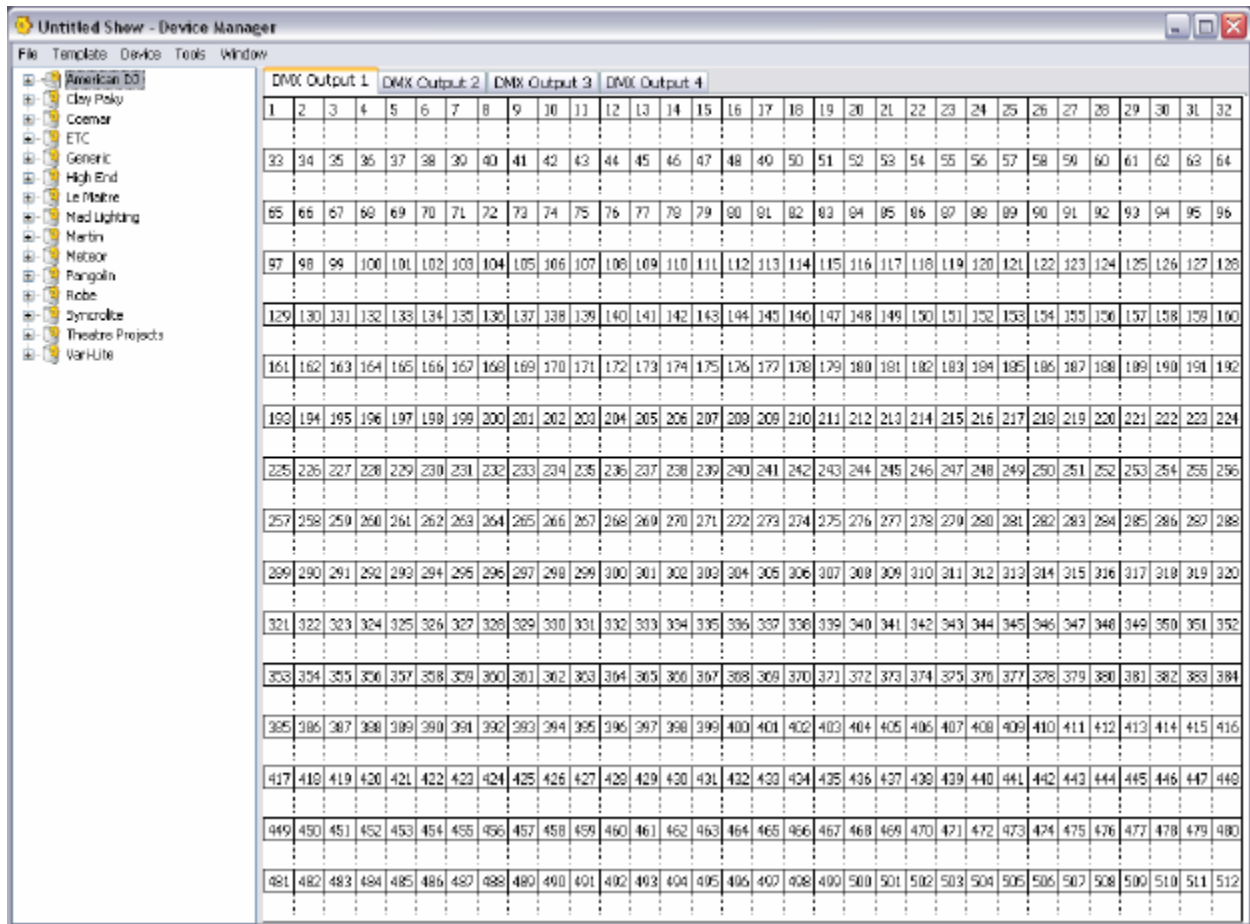 Untitled Show - Device Manager
File Template Device Tools Window
American DJ
Clay Paky
Coemar
ETC
Generic
High End
Le Maitre
Mad Lighting
Martin
Meteor
Pangolin
Robe
Syncrolite
Theatre Projects
Vari-Lite
DMX Output 1 DMX Output 2 DMX Output 3 DMX Output 4
1 2 3 4 5 6 7 8 9 10 11 12 13 14 15 16 17 18 19 20 21 22 23 24 25 26 27 28 29 30 31 32
33 34 35 36 37 38 39 40 41 42 43 44 45 46 47 48 49 50 51 52 53 54 55 56 57 58 59 60 61 62 63 64
65 66 67 68 69 70 71 72 73 74 75 76 77 78 79 80 81 82 83 84 85 86 87 88 89 90 91 92 93 94 95 96
97 98 99 100 101 102 103 104 105 106 107 108 109 110 111 112 113 114 115 116 117 118 119 120 121 122 123 124 125 126 127 128
129 130 131 132 133 134 135 136 137 138 139 140 141 142 143 144 145 146 147 148 149 150 151 152 153 154 155 156 157 158 159 160
161 162 163 164 165 166 167 168 169 170 171 172 173 174 175 176 177 178 179 180 181 182 183 184 185 186 187 188 189 190 191 192
193 194 195 196 197 198 199 200 201 202 203 204 205 206 207 208 209 210 211 212 213 214 215 216 217 218 219 220 221 222 223 224
225 226 227 228 229 230 231 232 233 234 235 236 237 238 239 240 241 242 243 244 245 246 247 248 249 250 251 252 253 254 255 256
257 258 259 260 261 262 263 264 265 266 267 268 269 270 271 272 273 274 275 276 277 278 279 280 281 282 283 284 285 286 287 288
289 290 291 292 293 294 295 296 297 298 299 300 301 302 303 304 305 306 307 308 309 310 311 312 313 314 315 316 317 318 319 320
321 322 323 324 325 326 327 328 329 330 331 332 333 334 335 336 337 338 339 340 341 342 343 344 345 346 347 348 349 350 351 352
353 354 355 356 357 358 359 360 361 362 363 364 365 366 367 368 369 370 371 372 373 374 375 376 377 378 379 380 381 382 383 384
385 386 387 388 389 390 391 392 393 394 395 396 397 398 399 400 401 402 403 404 405 406 407 408 409 410 411 412 413 414 415 416
417 418 419 420 421 422 423 424 425 426 427 428 429 430 431 432 433 434 435 436 437 438 439 440 441 442 443 444 445 446 447 448
449 450 451 452 453 454 455 456 457 458 459 460 461 462 463 464 465 466 467 468 469 470 471 472 473 474 475 476 477 478 479 480
481 482 483 484 485 486 487 488 489 490 491 492 493 494 495 496 497 498 499 500 501 502 503 504 505 506 507 508 509 510 511 512